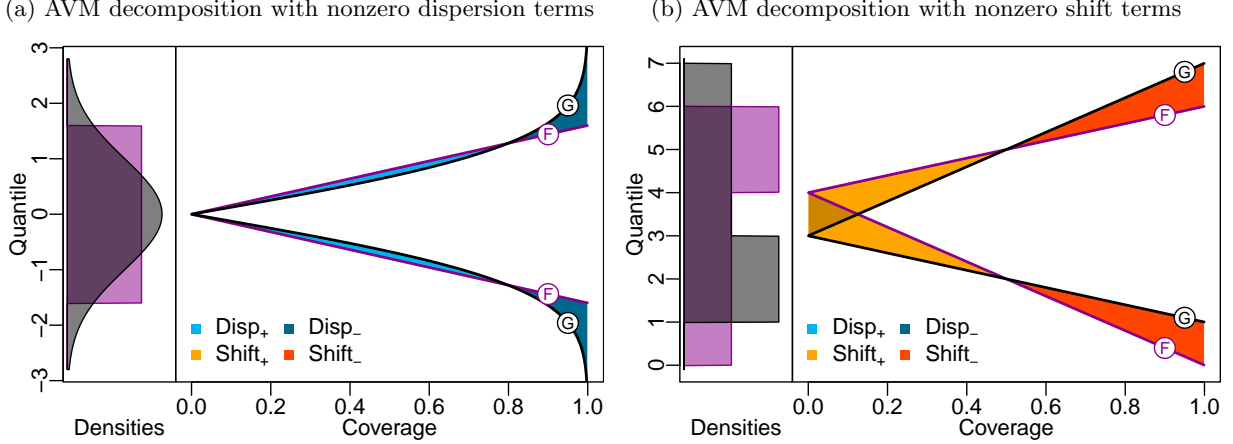 (a) AVM decomposition with nonzero dispersion terms
(b) AVM decomposition with nonzero shift terms
Quantile
3
2
1
0
−1
−2
−3
G
F
F
G
Disp+ Disp−
Shift+ Shift−
0.0 0.2 0.4 0.6 0.8 1.0
Densities Coverage
Quantile
7
6
5
4
3
2
1
0
G
F
G
F
Disp+ Disp−
Shift+ Shift−
0.0 0.2 0.4 0.6 0.8 1.0
Densities Coverage